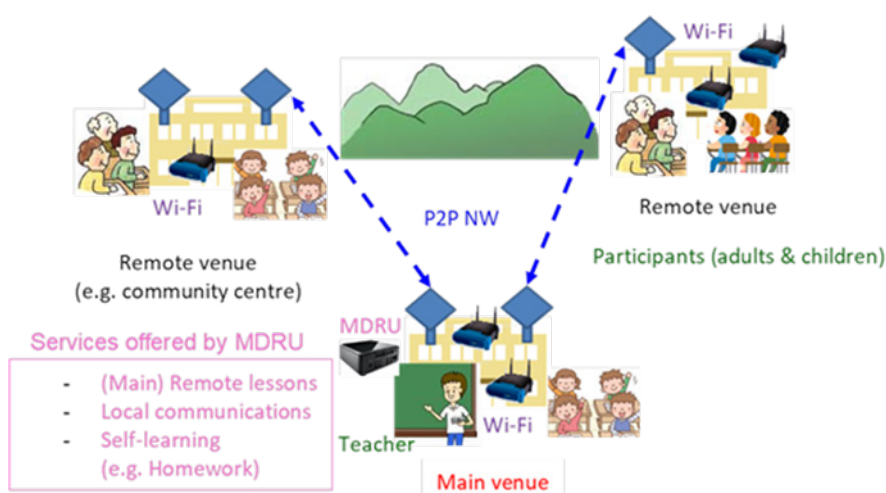 Wi-Fi
Wi-Fi
P2P NW
Remote venue
Remote venue
(e.g. community centre)
Participants (adults & children)
MDRU
Services offered by MDRU
- (Main) Remote lessons
- Local communications
- Self-learning
(e.g. Homework)
Teacher
Wi-Fi
Main venue